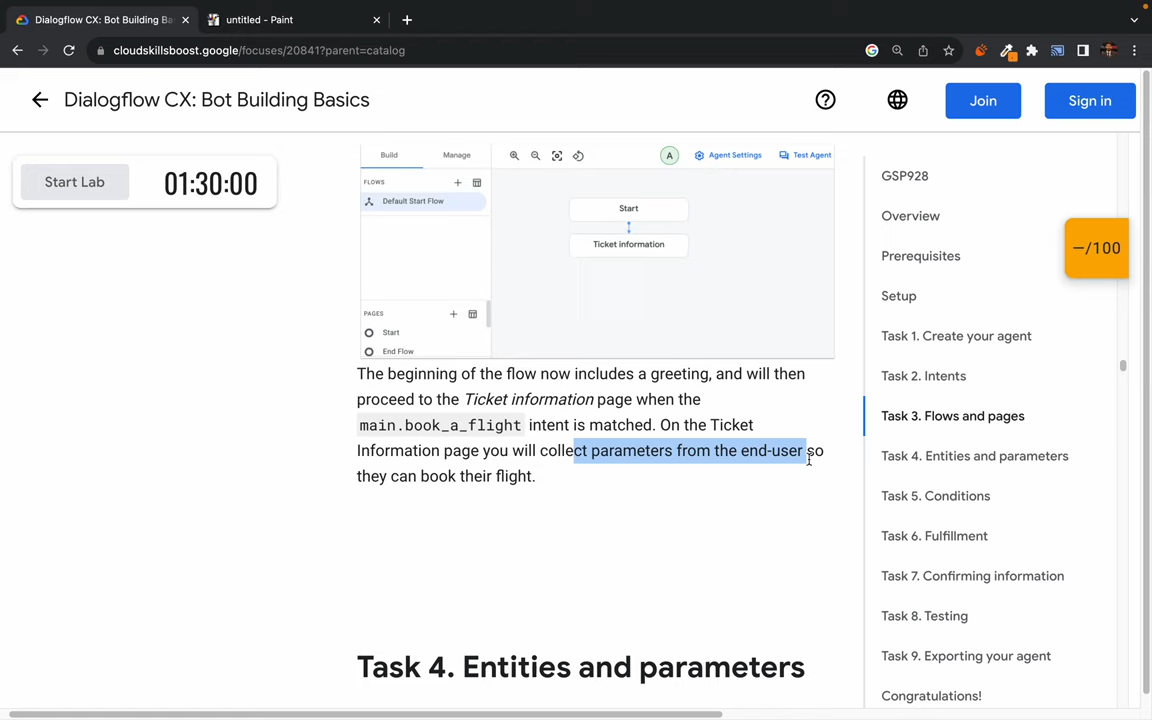 Dialogflow CX: Bot Building Ba
untitled - Paint
cloudskillsboost.google/focuses/20841?parent=catalog
Dialogflow CX: Bot Building Basics
Join
Sign in
Start Lab
01:30:00
Build
Manage
A
Agent Settings
Test Agent
FLOWS
Default Start Flow
Start
Ticket information
PAGES
Start
End Flow
The beginning of the flow now includes a greeting, and will then
proceed to the Ticket information page when the
main.book_a_flight intent is matched. On the Ticket
Information page you will collect parameters from the end-user so
they can book their flight.
Task 4. Entities and parameters
GSP928
Overview
Prerequisites
Setup
Task 1. Create your agent
Task 2. Intents
Task 3. Flows and pages
Task 4. Entities and parameters
Task 5. Conditions
Task 6. Fulfillment
Task 7. Confirming information
Task 8. Testing
Task 9. Exporting your agent
Congratulations!
—/100